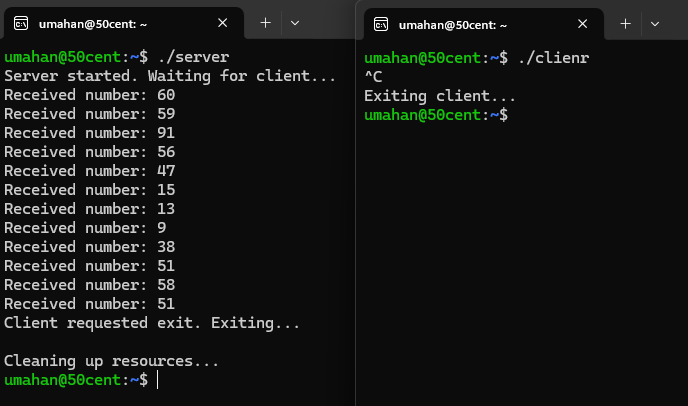 umahan@50cent: ~
umahan@50cent:~$ ./server
Server started. Waiting for client...
Received number: 60
Received number: 59
Received number: 91
Received number: 56
Received number: 47
Received number: 15
Received number: 13
Received number: 9
Received number: 38
Received number: 51
Received number: 58
Received number: 51
Client requested exit. Exiting...
Cleaning up resources...
umahan@50cent:~$
umahan@50cent: ~
umahan@50cent:~$ ./clienr
^C
Exiting client...
umahan@50cent:~$